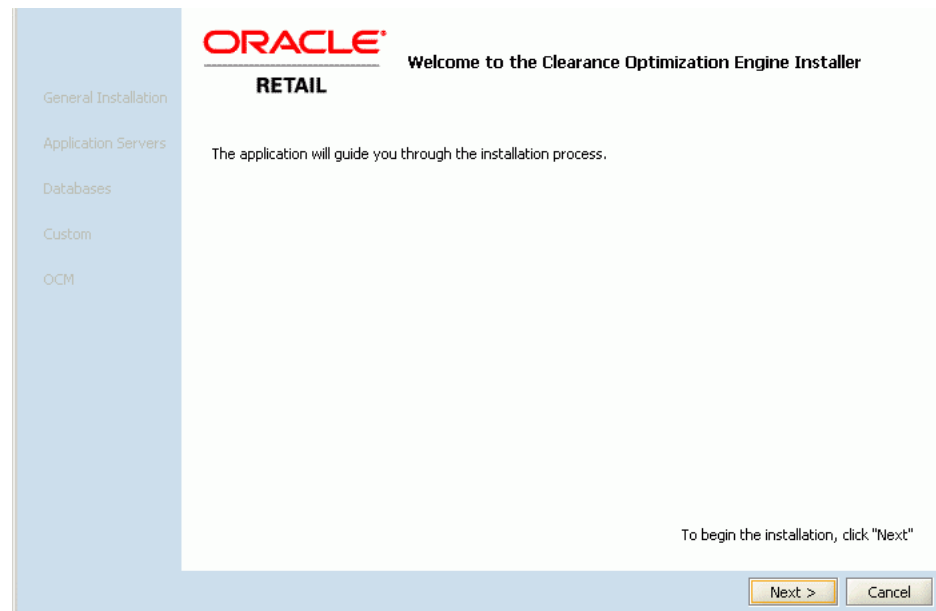 ORACLE®
RETAIL
Welcome to the Clearance Optimization Engine Installer
General Installation
Application Servers
Databases
Custom
OCM
The application will guide you through the installation process.
To begin the installation, click "Next"
Next >
Cancel